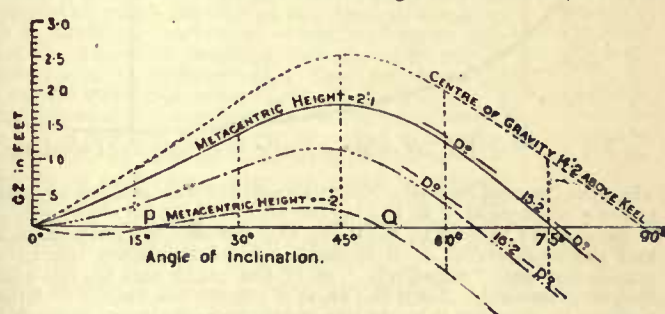 3·0
2·5
2·0
1·5
1·0
·5
GZ in FEET
CENTRE OF GRAVITY 14'·2 ABOVE KEEL
METACENTRIC HEIGHT = 2'·1
METACENTRIC HEIGHT = -·2'
P
Q
Dº
Dº
Dº
15'·2
Dº
16'·2
Dº
0°
15°
30°
45°
60°
75°
90°
Angle of Inclination.